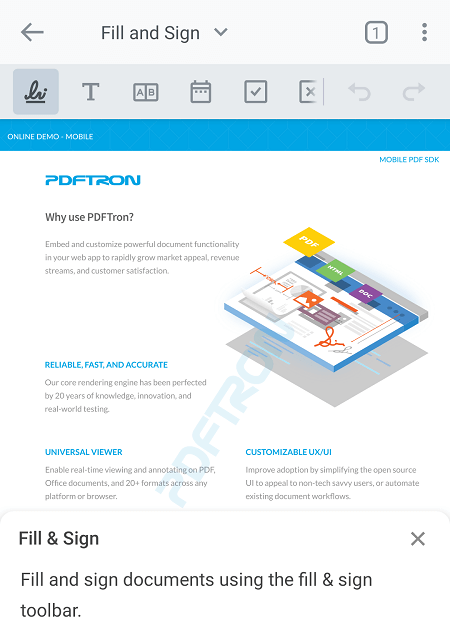 Fill and Sign
1
T
A B
ONLINE DEMO - MOBILE
MOBILE PDF SDK
PDFTRON
Why use PDFTron?
Embed and customize powerful document functionality
in your web app to rapidly grow market appeal, revenue
streams, and customer satisfaction.
PDF
HTML
DOC
RELIABLE, FAST, AND ACCURATE
Our core rendering engine has been perfected
by 20 years of knowledge, innovation, and
real-world testing.
PDFTRON
UNIVERSAL VIEWER
Enable real-time viewing and annotating on PDF,
Office documents, and 20+ formats across any
platform or browser.
CUSTOMIZABLE UX/UI
Improve adoption by simplifying the open source
UI to appeal to non-tech savvy users, or automate
existing document workflows.
Fill & Sign
Fill and sign documents using the fill & sign
toolbar.